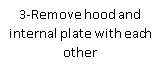 3-Remove hood and
internal plate with each
other